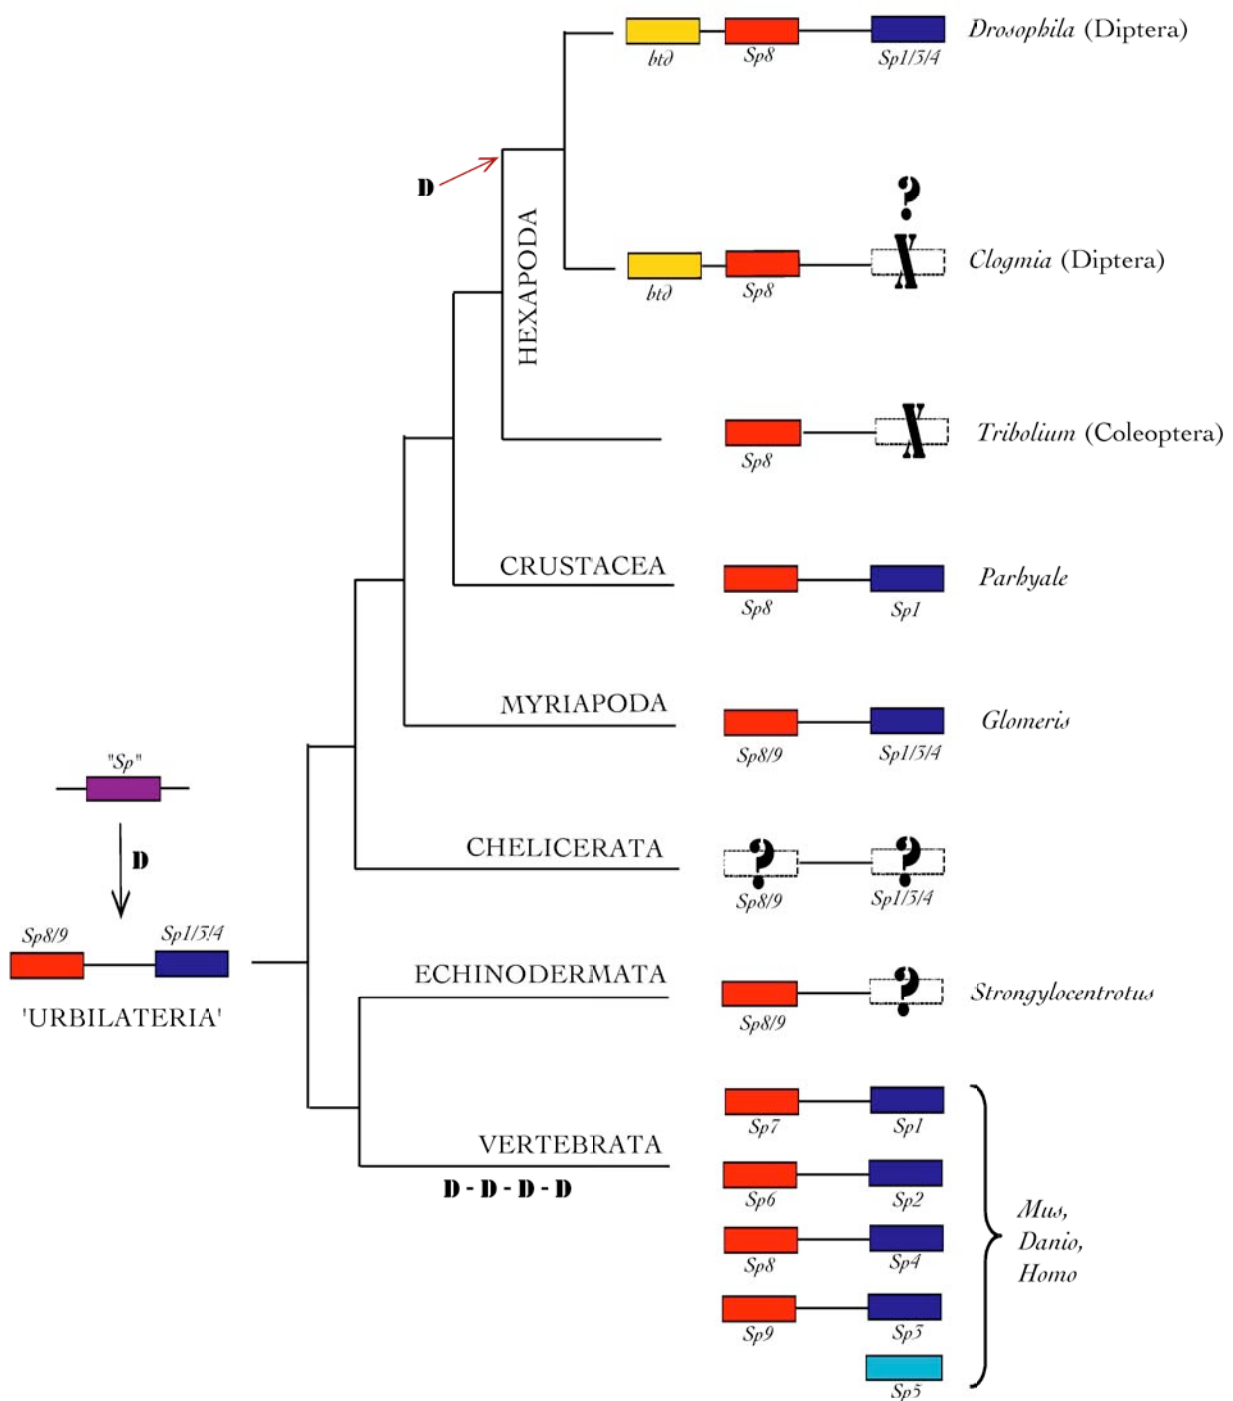 Drosophila (Diptera)
btd
Sp8
Sp1/3/4
D
?
X
Clogmia (Diptera)
btd
Sp8
HEXAPODA
X
Tribolium (Coleoptera)
Sp8
CRUSTACEA
Parhyale
Sp8
Sp1
MYRIAPODA
Glomeris
Sp8/9
Sp1/3/4
"Sp"
D
CHELICERATA
?
?
Sp8/9
Sp1/3/4
Sp8/9
Sp1/3/4
'URBILATERIA'
ECHINODERMATA
?
Strongylocentrotus
Sp8/9
VERTEBRATA
D - D - D - D
Sp7
Sp1
Sp6
Sp2
Sp8
Sp4
Sp9
Sp3
Sp5
Mus,
Danio,
Homo